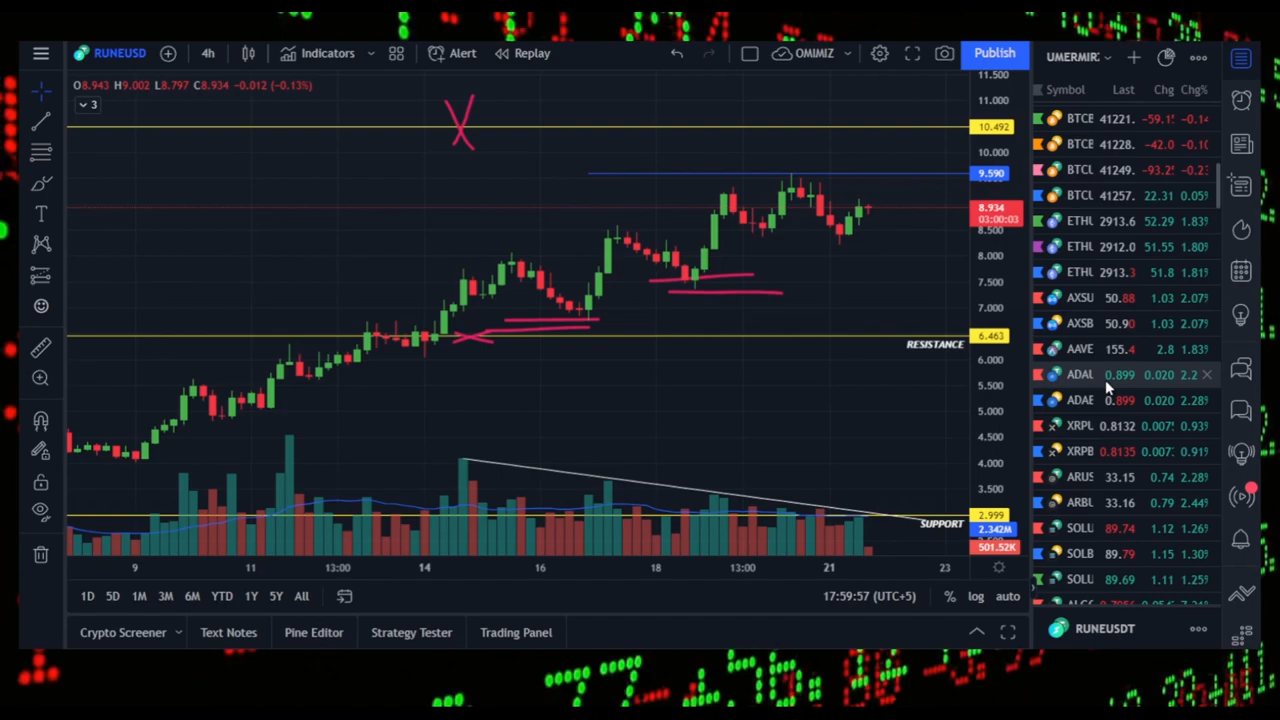 RUNEUSD 4h Indicators Alert Replay OMIMIZ Publish UMERMIRZ
O8.943 H9.002 L8.797 C8.934 -0.012 (-0.13%)
3
11.500
11.000
10.492
10.000
9.590
8.934
03:00:03
8.500
8.000
7.500
7.000
6.463
RESISTANCE
6.000
5.500
5.000
4.500
4.000
3.500
2.999
SUPPORT
2.342M
501.52K
9 11 13:00 14 16 18 13:00 21 23
1D 5D 1M 3M 6M YTD 1Y 5Y All 17:59:57 (UTC+5) % log auto
Crypto Screener Text Notes Pine Editor Strategy Tester Trading Panel
Symbol Last Chg Chg%
BTCE 41221. -59.1 -0.14
BTCE 41228. -42.0 -0.10
BTCL 41249. -93.25 -0.23
BTCL 41257. 22.31 0.05%
ETHL 2913.6 52.29 1.83%
ETHL 2912.0 51.55 1.80%
ETHL 2913.3 51.8 1.81%
AXSU 50.88 1.03 2.07%
AXSB 50.90 1.03 2.07%
AAVE 155.4 2.8 1.83%
ADAU 0.899 0.020 2.2
ADAE 0.899 0.020 2.28%
XRPU 0.8132 0.007 0.93%
XRPB 0.8135 0.007 0.91%
ARUS 33.15 0.74 2.28%
ARBL 33.16 0.79 2.44%
SOLU 89.74 1.12 1.26%
SOLB 89.79 1.15 1.30%
SOLU 89.69 1.11 1.25%
RUNEUSDT